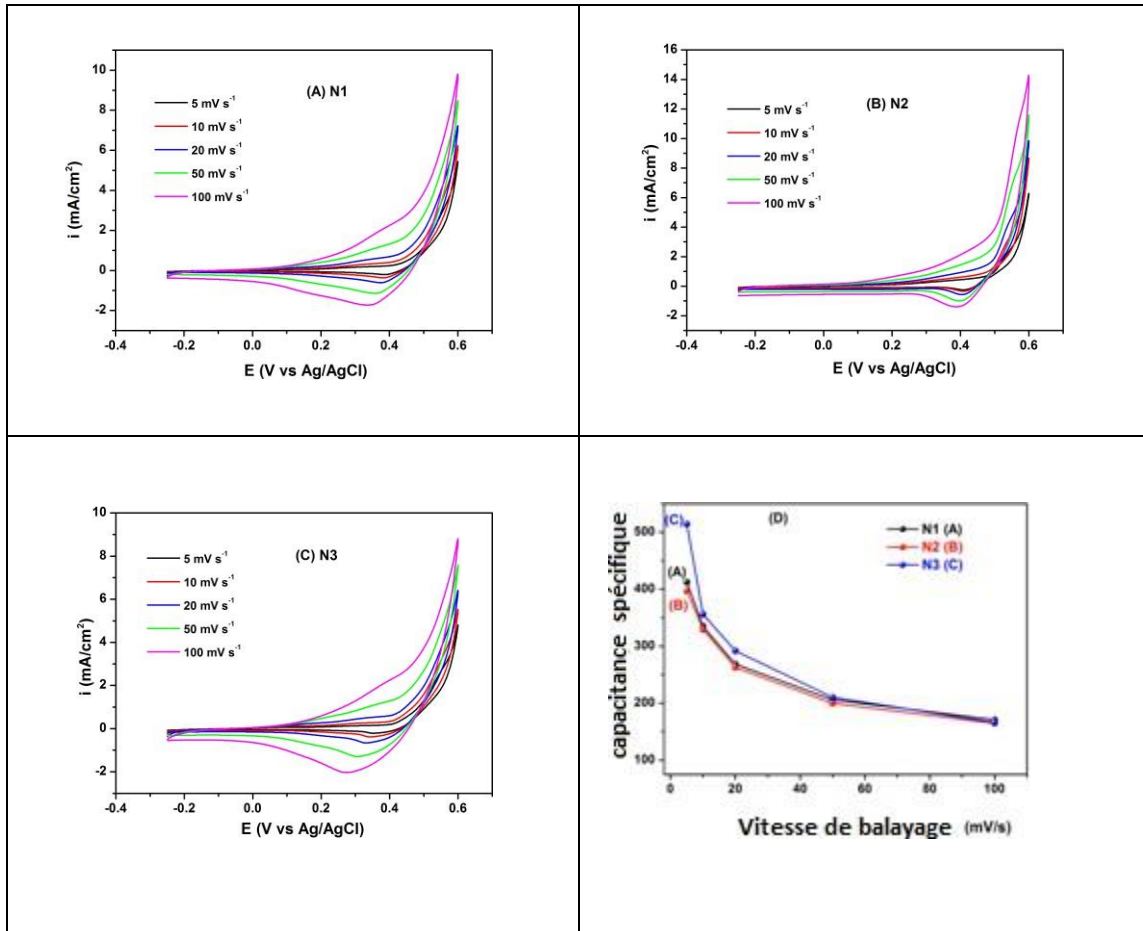 (A) N1
5 mV s⁻¹
10 mV s⁻¹
20 mV s⁻¹
50 mV s⁻¹
100 mV s⁻¹
i (mA/cm²)
10
8
6
4
2
0
-2
-0.4 -0.2 0.0 0.2 0.4 0.6
E (V vs Ag/AgCl)
(B) N2
5 mV s⁻¹
10 mV s⁻¹
20 mV s⁻¹
50 mV s⁻¹
100 mV s⁻¹
i (mA/cm²)
16
14
12
10
8
6
4
2
0
-2
-4
-0.4 -0.2 0.0 0.2 0.4 0.6
E (V vs Ag/AgCl)
(C) N3
5 mV s⁻¹
10 mV s⁻¹
20 mV s⁻¹
50 mV s⁻¹
100 mV s⁻¹
i (mA/cm²)
10
8
6
4
2
0
-2
-4
-0.4 -0.2 0.0 0.2 0.4 0.6
E (V vs Ag/AgCl)
(D)
N1 (A)
N2 (B)
N3 (C)
(C)
(A)
(B)
capacitance spécifique
500
400
300
200
100
0 20 40 60 80 100
Vitesse de balayage (mV/s)